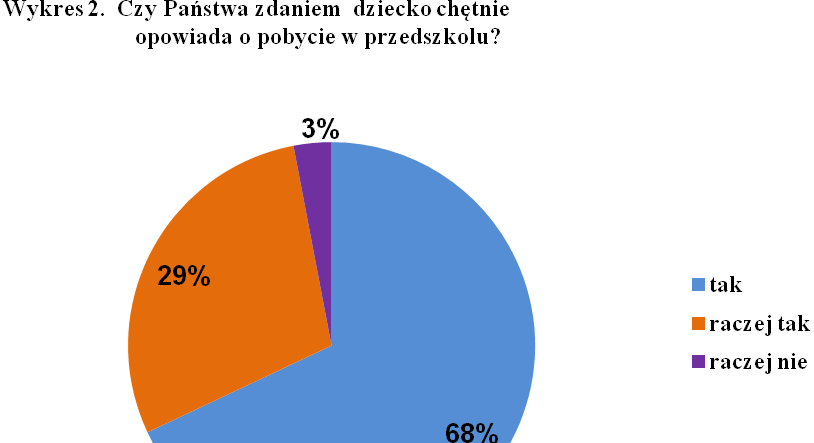 Wykres 2. Czy Państwa zdaniem dziecko chętnie
opowiada o pobycie w przedszkolu?
3%
29%
68%
tak
raczej tak
raczej nie